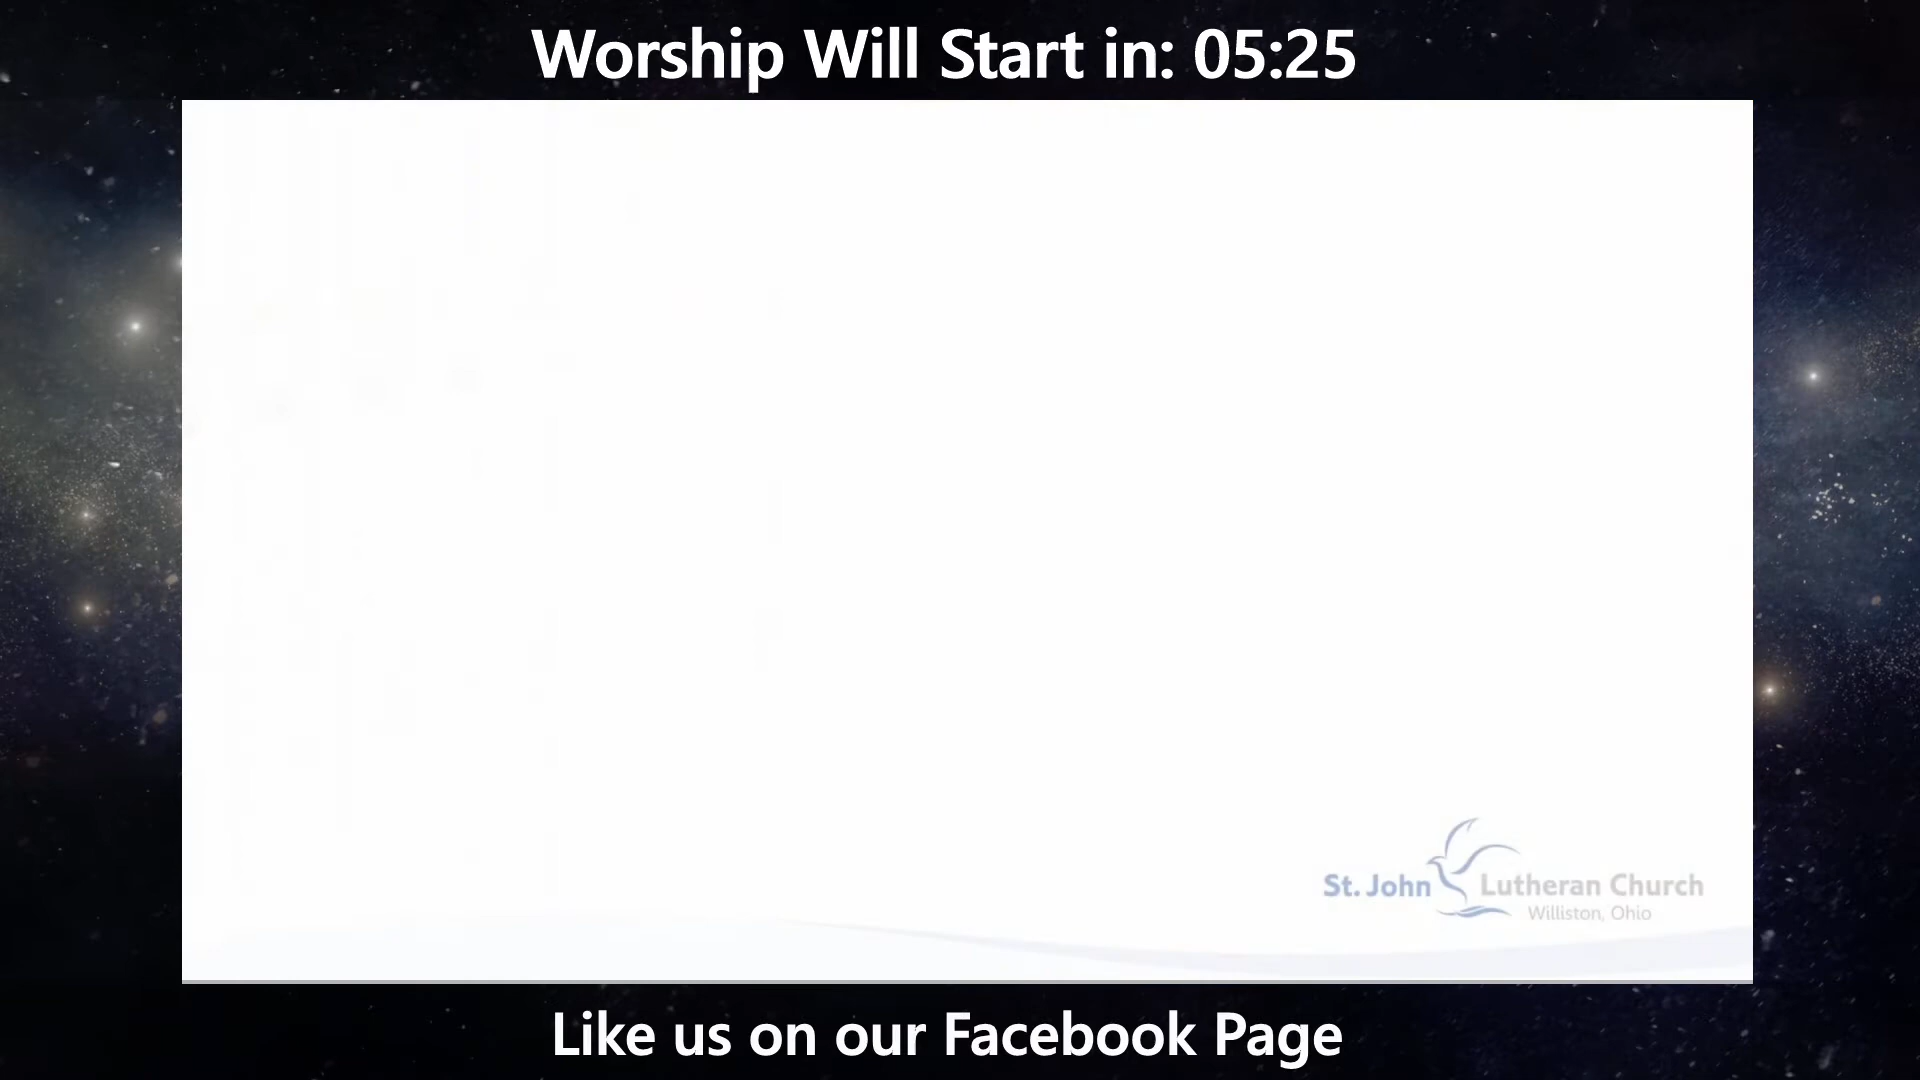 Worship Will Start in: 05:25
St. John Lutheran Church
Williston, Ohio
Like us on our Facebook Page